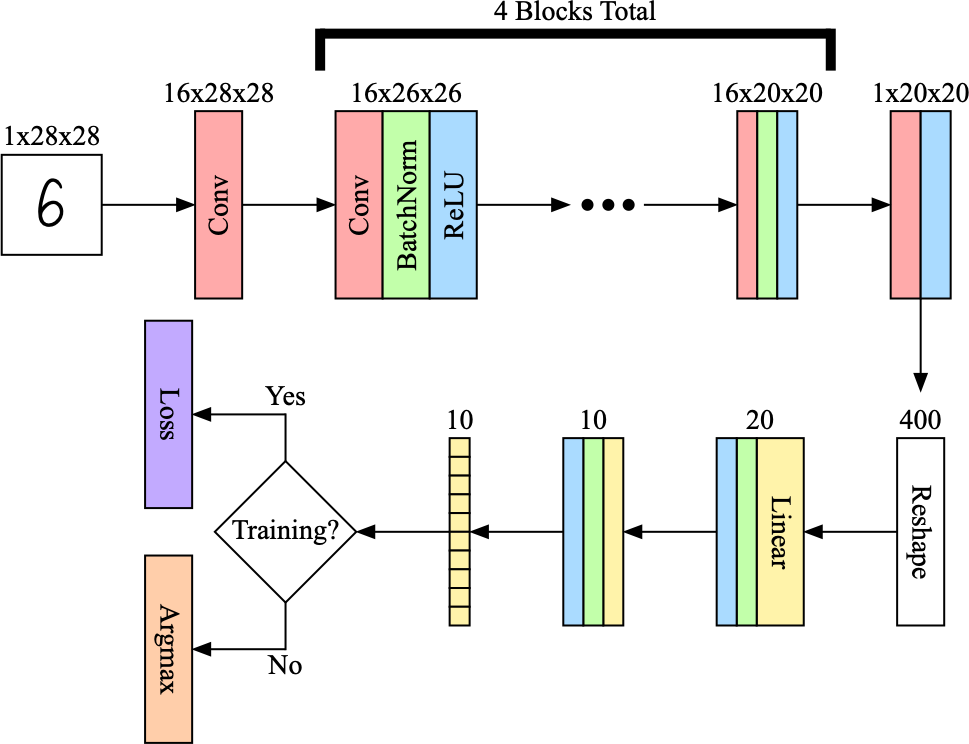 4 Blocks Total
1x28x28
16x28x28
16x26x26
16x20x20
1x20x20
6
Conv
Conv
BatchNorm
ReLU
Loss
Yes
10
10
20
400
Training?
Linear
Reshape
Argmax
No